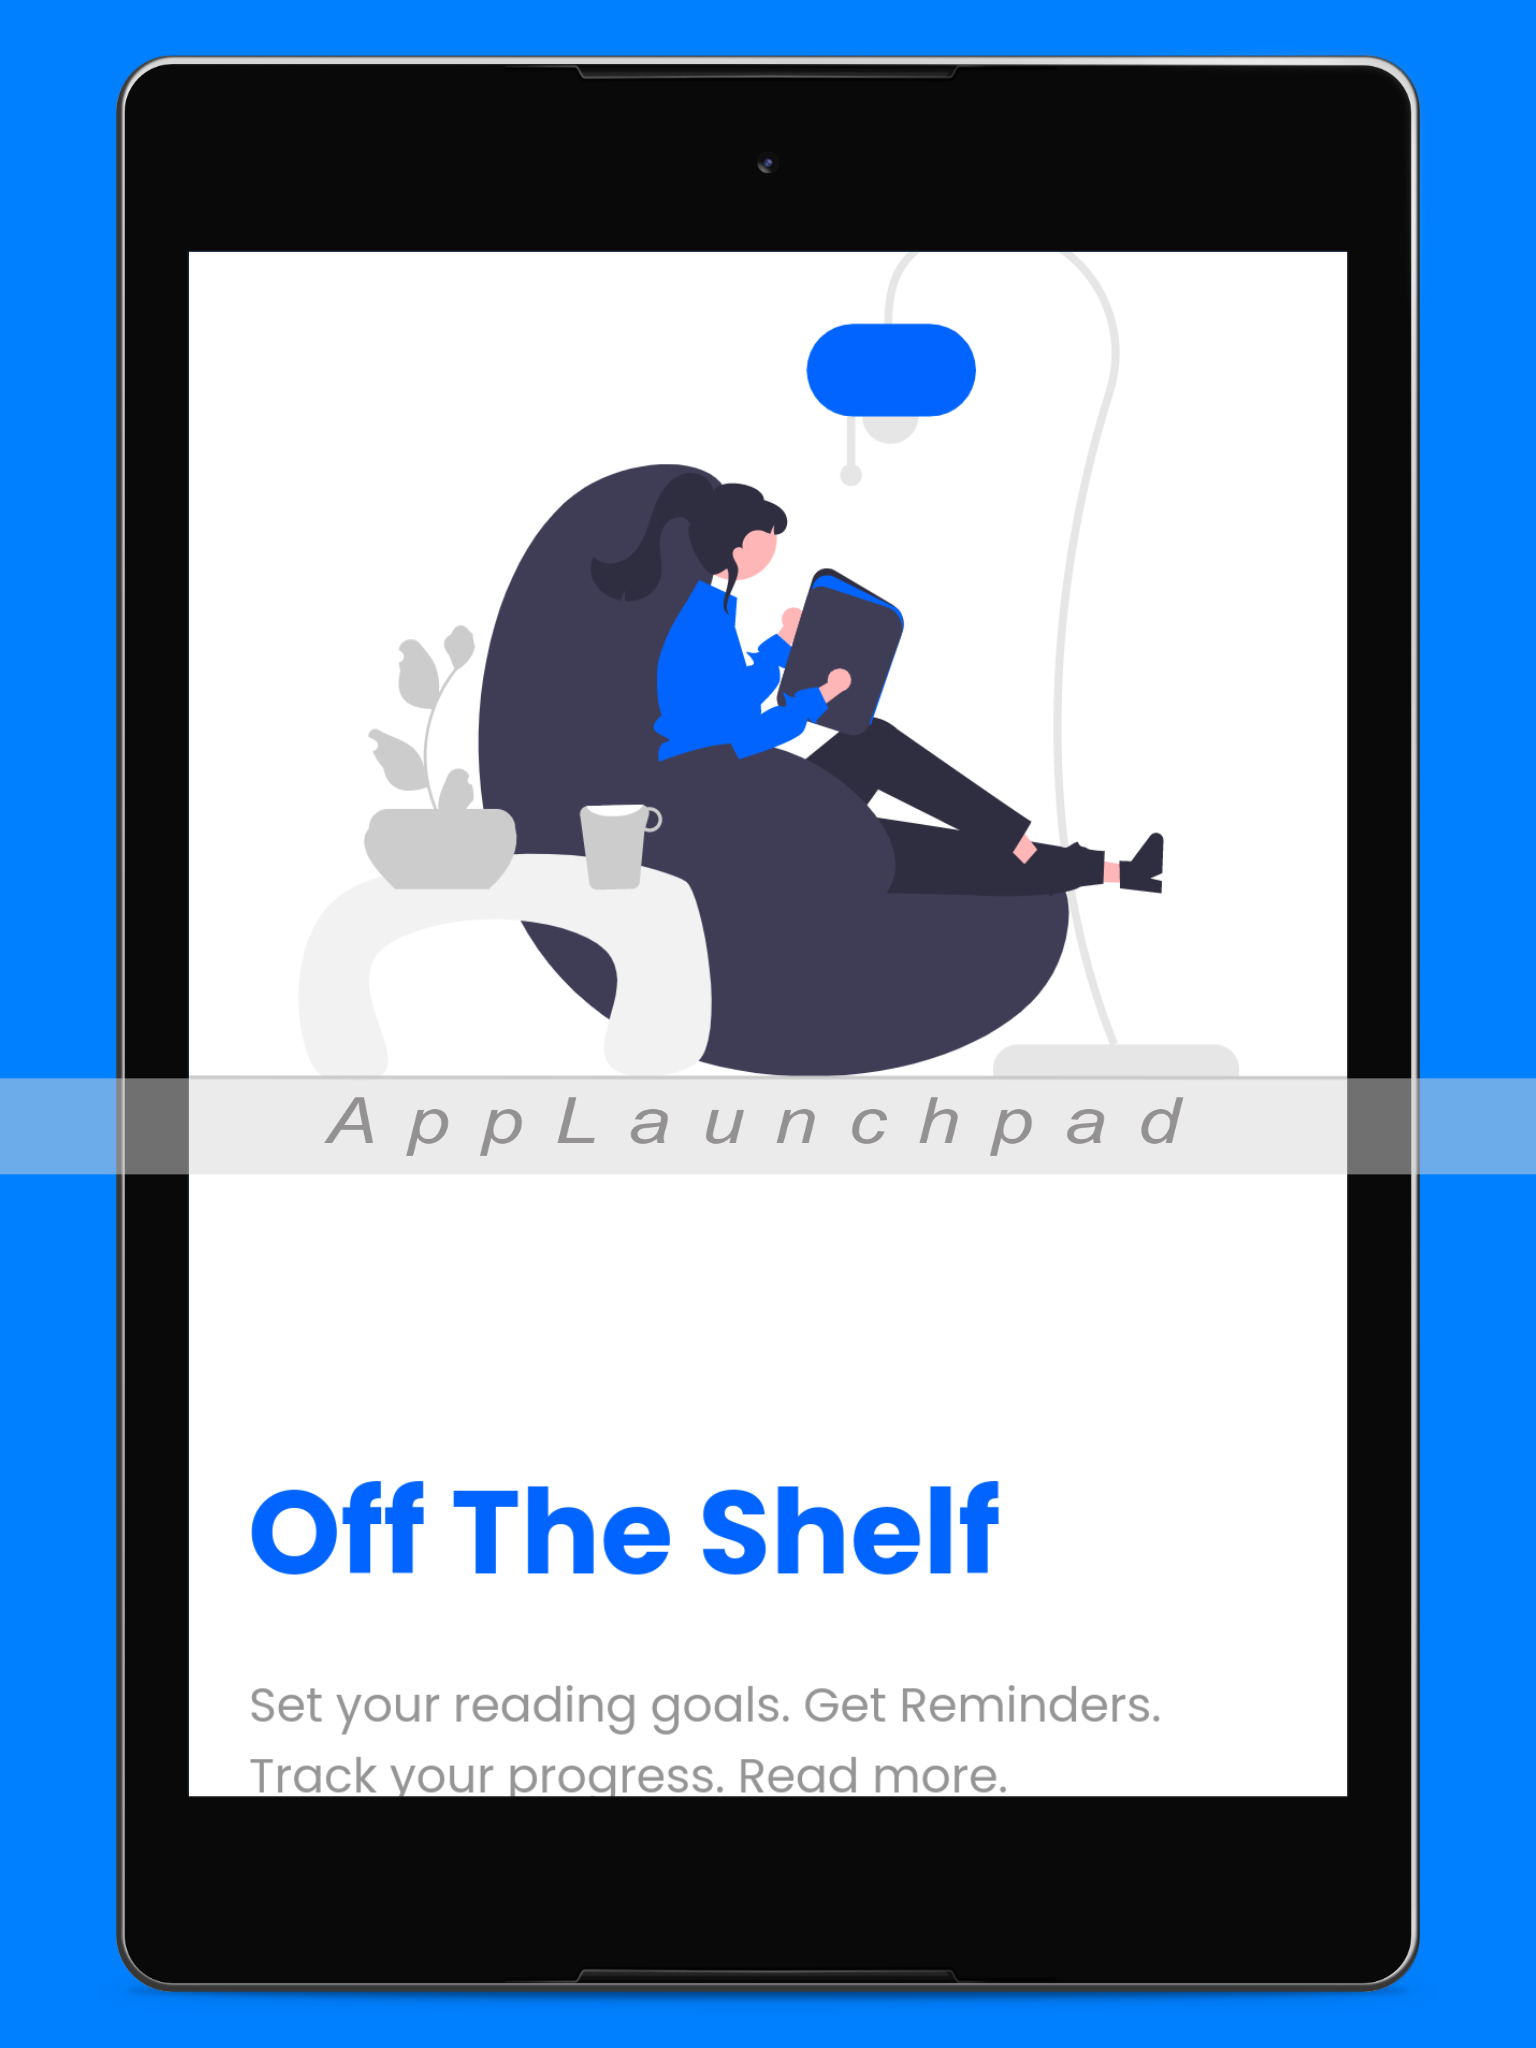 AppLaunchpad
Off The Shelf
Set your reading goals. Get Reminders.
Track your progress. Read more.